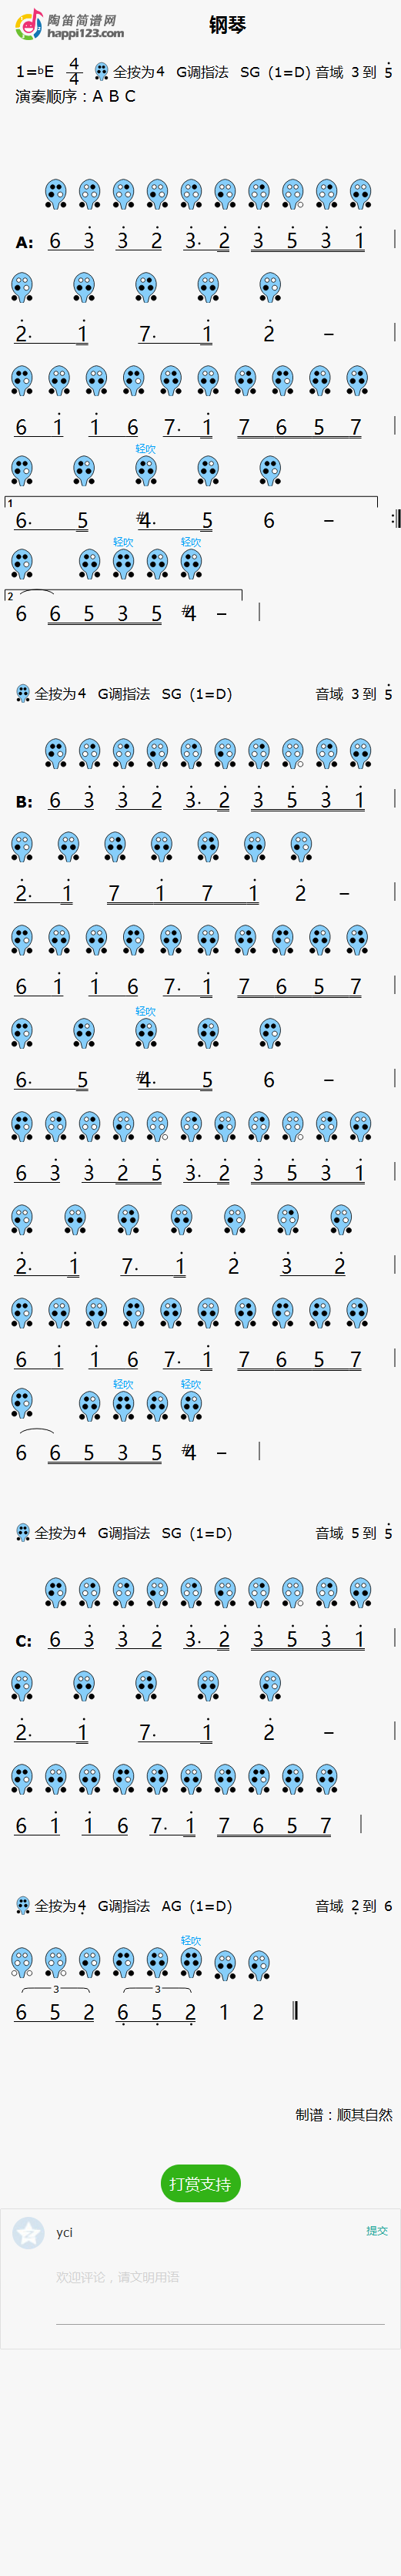 陶笛简谱网
happi123.com
钢琴
1=♭E 4/4 全按为4 G调指法 SG (1=D) 音域 3 到 5̇
演奏顺序：A B C
A: 6 3̇ 3̇ 2̇ 3̇· 2̇ 3̇ 5̇ 3̇ 1̇ |
2̇· 1̇ 7· 1̇ 2̇ – |
6 1̇ 1̇ 6 7· 1̇ 7 6 5 7 |
轻吹
1
6· 5 #4· 5 6 – :‖
轻吹 轻吹
2
6 6 5 3 5 #4 – |
全按为4 G调指法 SG (1=D) 音域 3 到 5̇
B: 6 3̇ 3̇ 2̇ 3̇· 2̇ 3̇ 5̇ 3̇ 1̇ |
2̇· 1̇ 7 1̇ 7 1̇ 2̇ – |
6 1̇ 1̇ 6 7· 1̇ 7 6 5 7 |
轻吹
6· 5 #4· 5 6 – |
6 3̇ 3̇ 2̇ 5̇ 3̇· 2̇ 3̇ 5̇ 3̇ 1̇ |
2̇· 1̇ 7· 1̇ 2̇ 3̇ 2̇ |
6 1̇ 1̇ 6 7· 1̇ 7 6 5 7 |
轻吹 轻吹
6 6 5 3 5 #4 – |
全按为4 G调指法 SG (1=D) 音域 5 到 5̇
C: 6 3̇ 3̇ 2̇ 3̇· 2̇ 3̇ 5̇ 3̇ 1̇ |
2̇· 1̇ 7· 1̇ 2̇ – |
6 1̇ 1̇ 6 7· 1̇ 7 6 5 7 |
全按为4̣ G调指法 AG (1=D) 音域 2̣ 到 6
轻吹
3 3
6 5 2 6̣ 5̣ 2̣ 1 2 ‖
制谱：顺其自然
打赏支持
yci 提交
欢迎评论，请文明用语